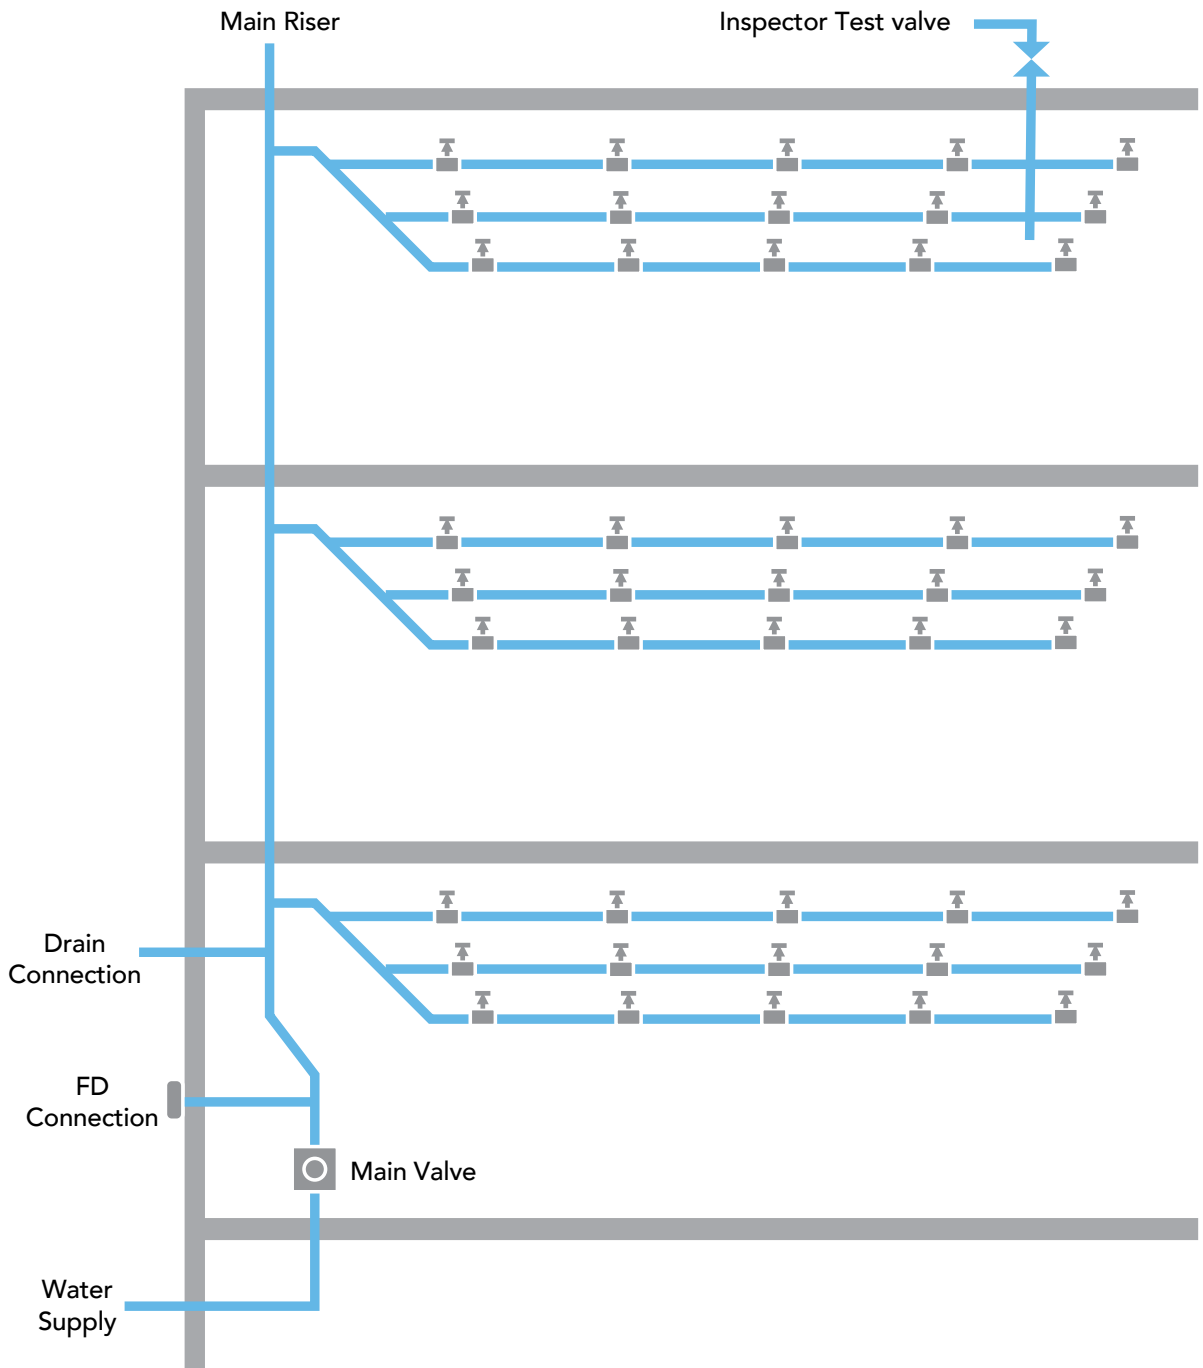 Main Riser
Inspector Test valve
Drain
Connection
FD
Connection
Main Valve
Water
Supply